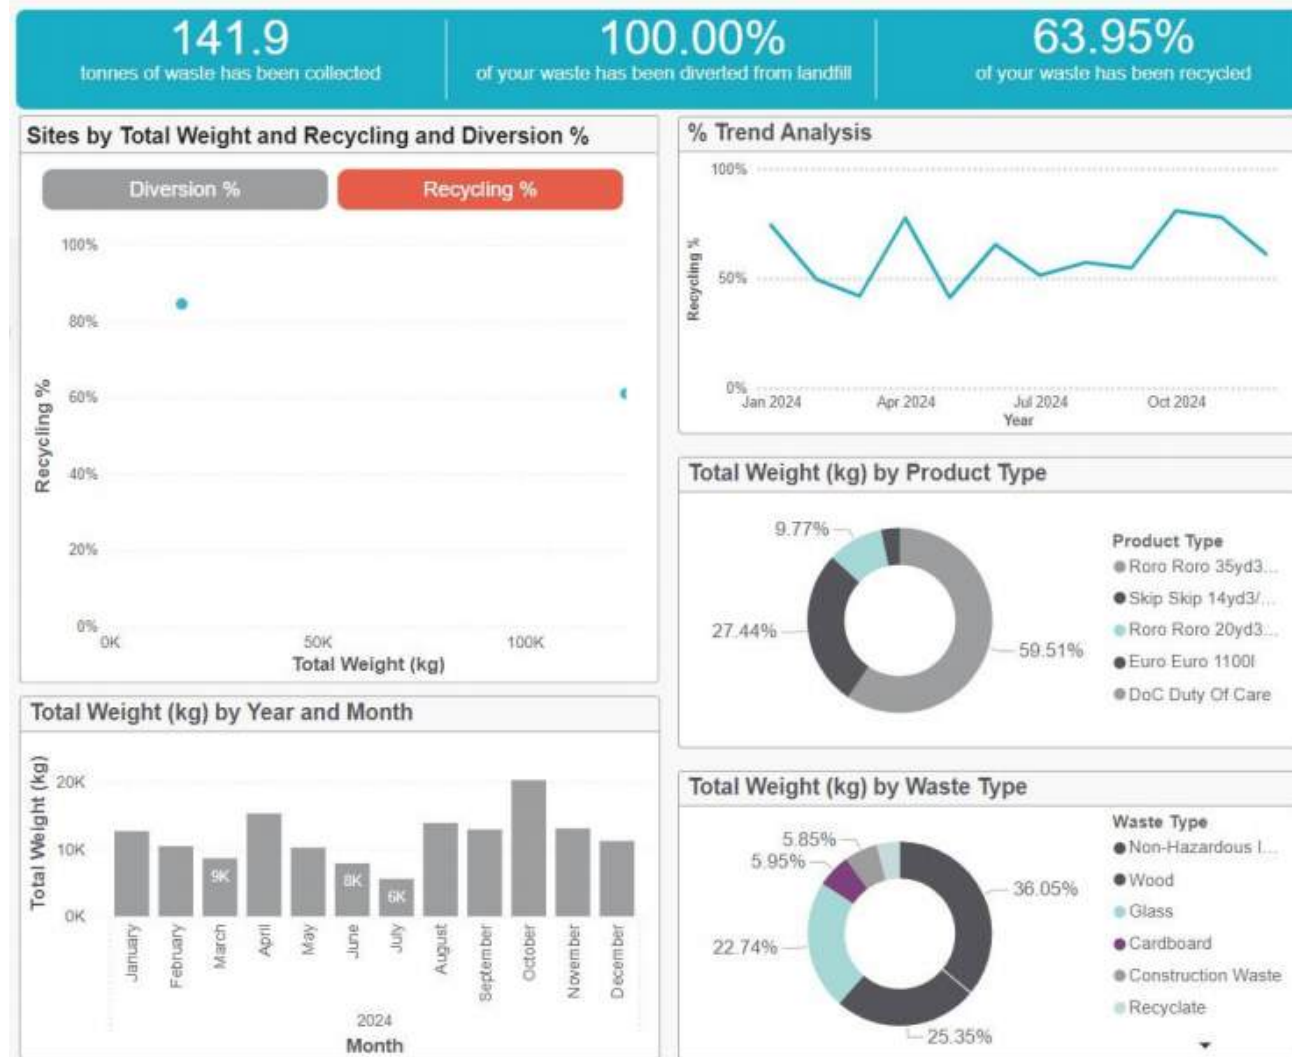 141.9
tonnes of waste has been collected
100.00%
of your waste has been diverted from landfill
63.95%
of your waste has been recycled
Sites by Total Weight and Recycling and Diversion %
Diversion %
Recycling %
100%
80%
60%
40%
20%
0%
Recycling %
0K
50K
100K
Total Weight (kg)
% Trend Analysis
100%
50%
0%
Recycling %
Jan 2024
Apr 2024
Jul 2024
Oct 2024
Year
Total Weight (kg) by Product Type
9.77%
27.44%
59.51%
Product Type
Roro Roro 35yd3...
Skip Skip 14yd3/...
Roro Roro 20yd3...
Euro Euro 1100l
DoC Duty Of Care
Total Weight (kg) by Year and Month
Total Weight (kg)
20K
10K
0K
9K
8K
6K
January
February
March
April
May
June
July
August
September
October
November
December
2024
Month
Total Weight (kg) by Waste Type
5.85%
5.95%
22.74%
36.05%
25.35%
Waste Type
Non-Hazardous I...
Wood
Glass
Cardboard
Construction Waste
Recyclate